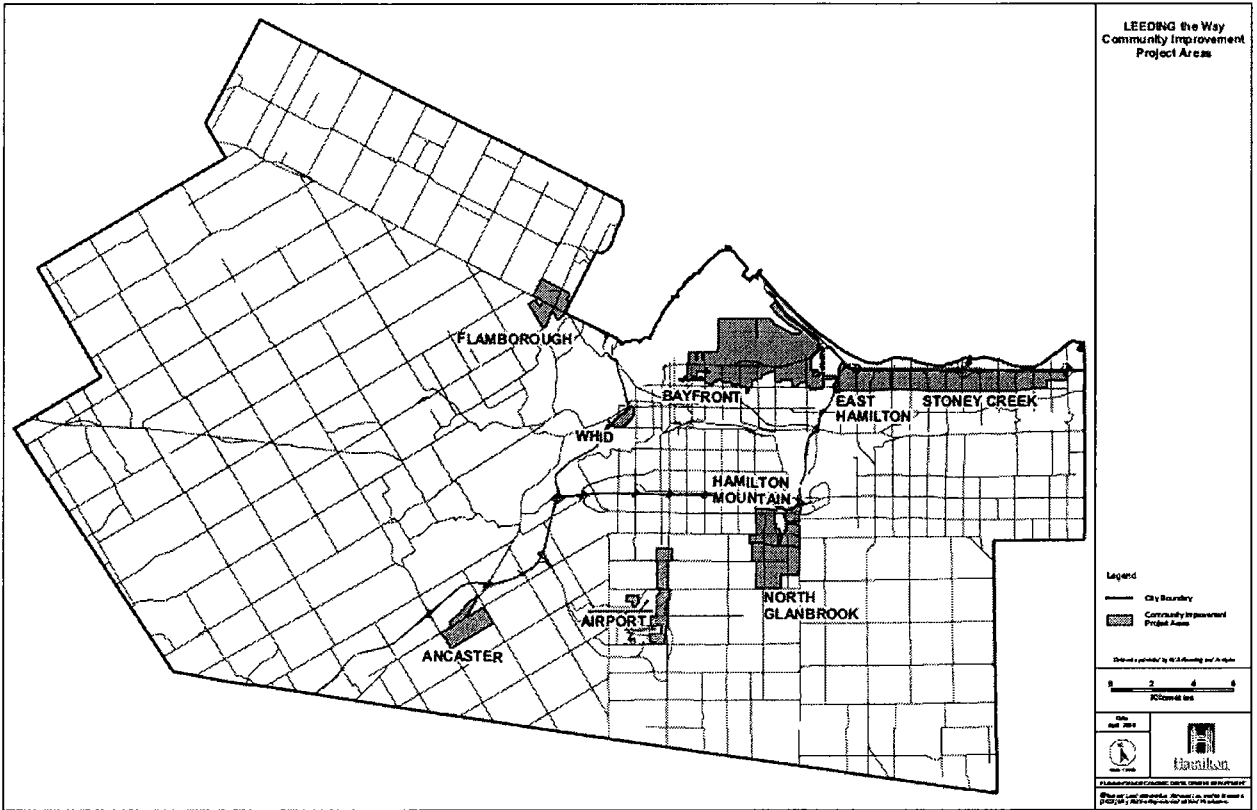 LEEDING the Way
Community Improvement
Project Areas
FLAMBOROUGH
BAYFRONT
EAST
HAMILTON
STONEY CREEK
WHID
HAMILTON
MOUNTAIN
NORTH
GLANBROOK
AIRPORT
ANCASTER
Legend
City Boundary
Community Improvement
Project Areas
0 2 4 6
Kilometres
Date
Hamilton